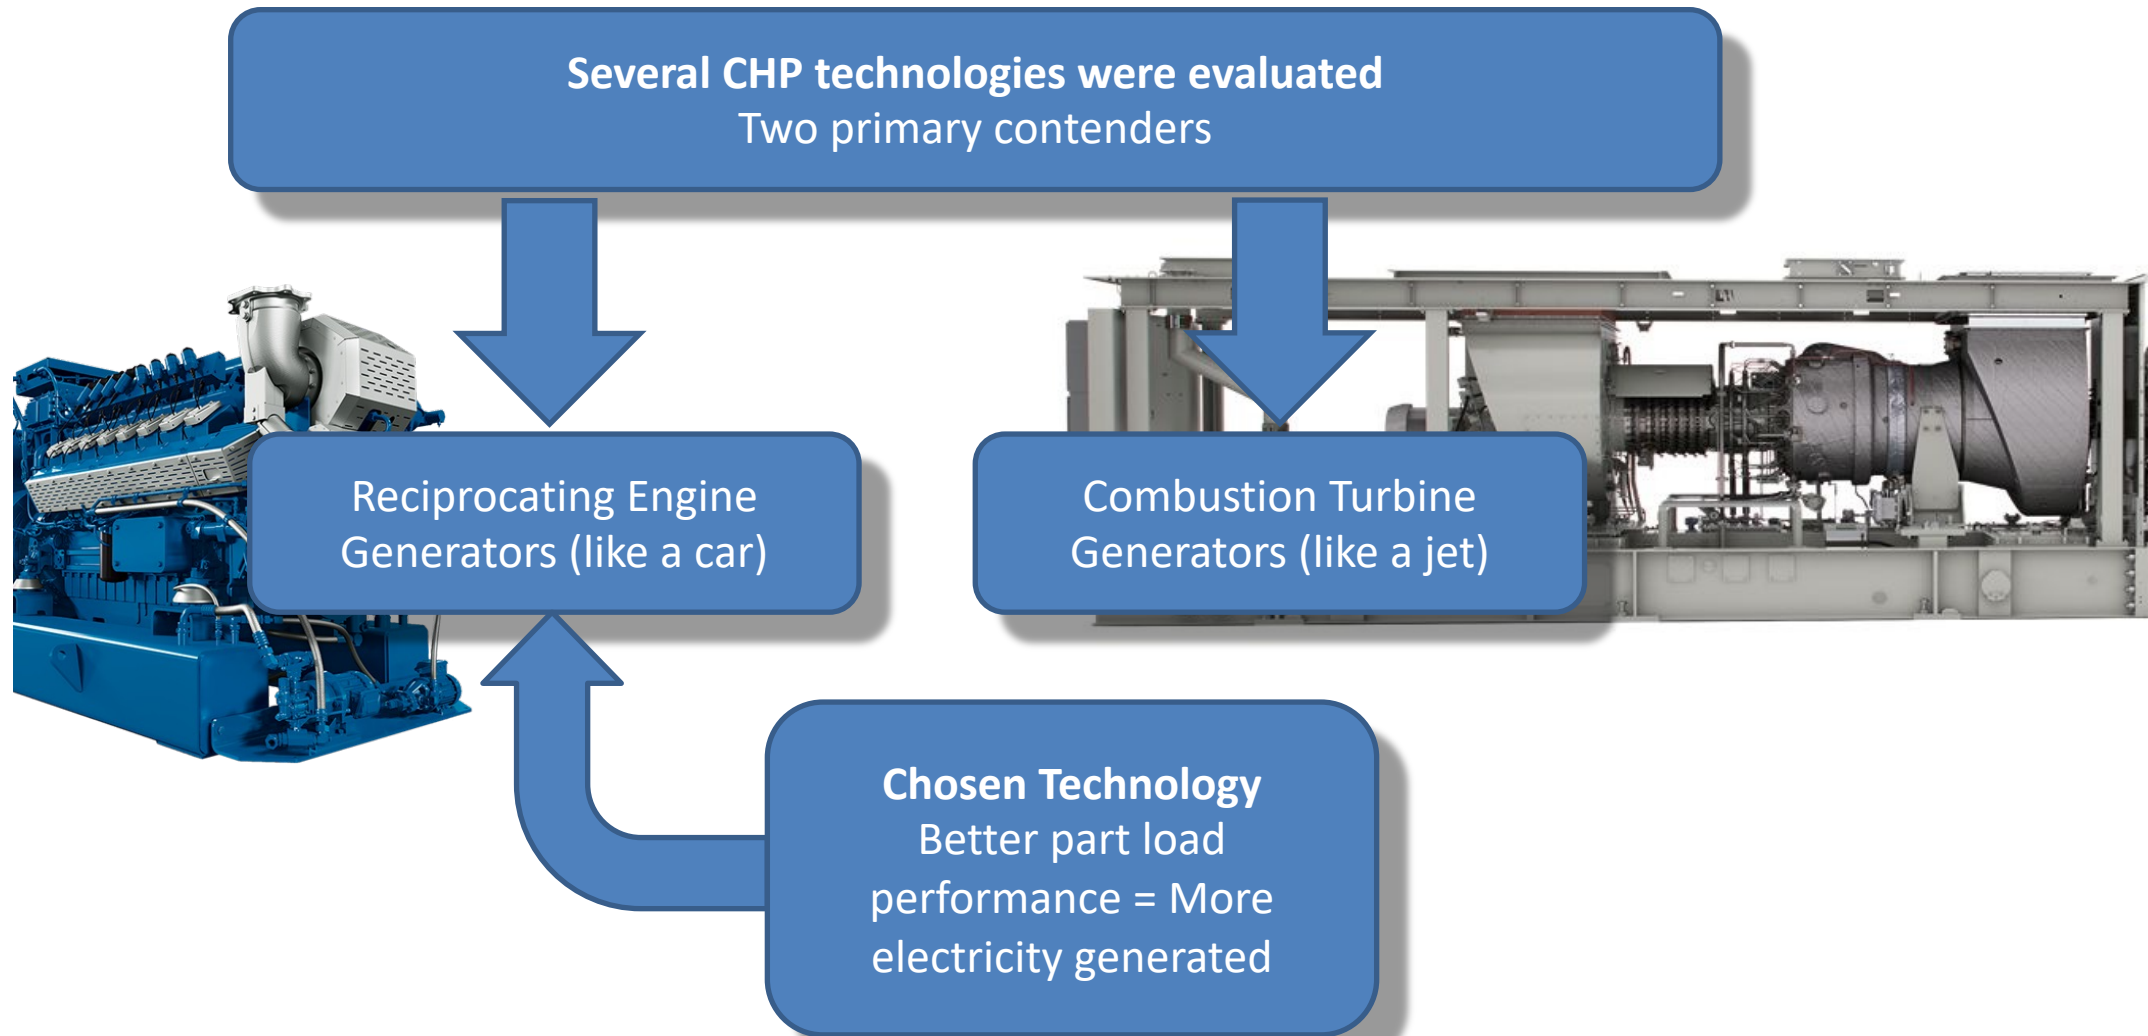 Several CHP technologies were evaluated
Two primary contenders
Reciprocating Engine
Generators (like a car)
Combustion Turbine
Generators (like a jet)
Chosen Technology
Better part load
performance = More
electricity generated